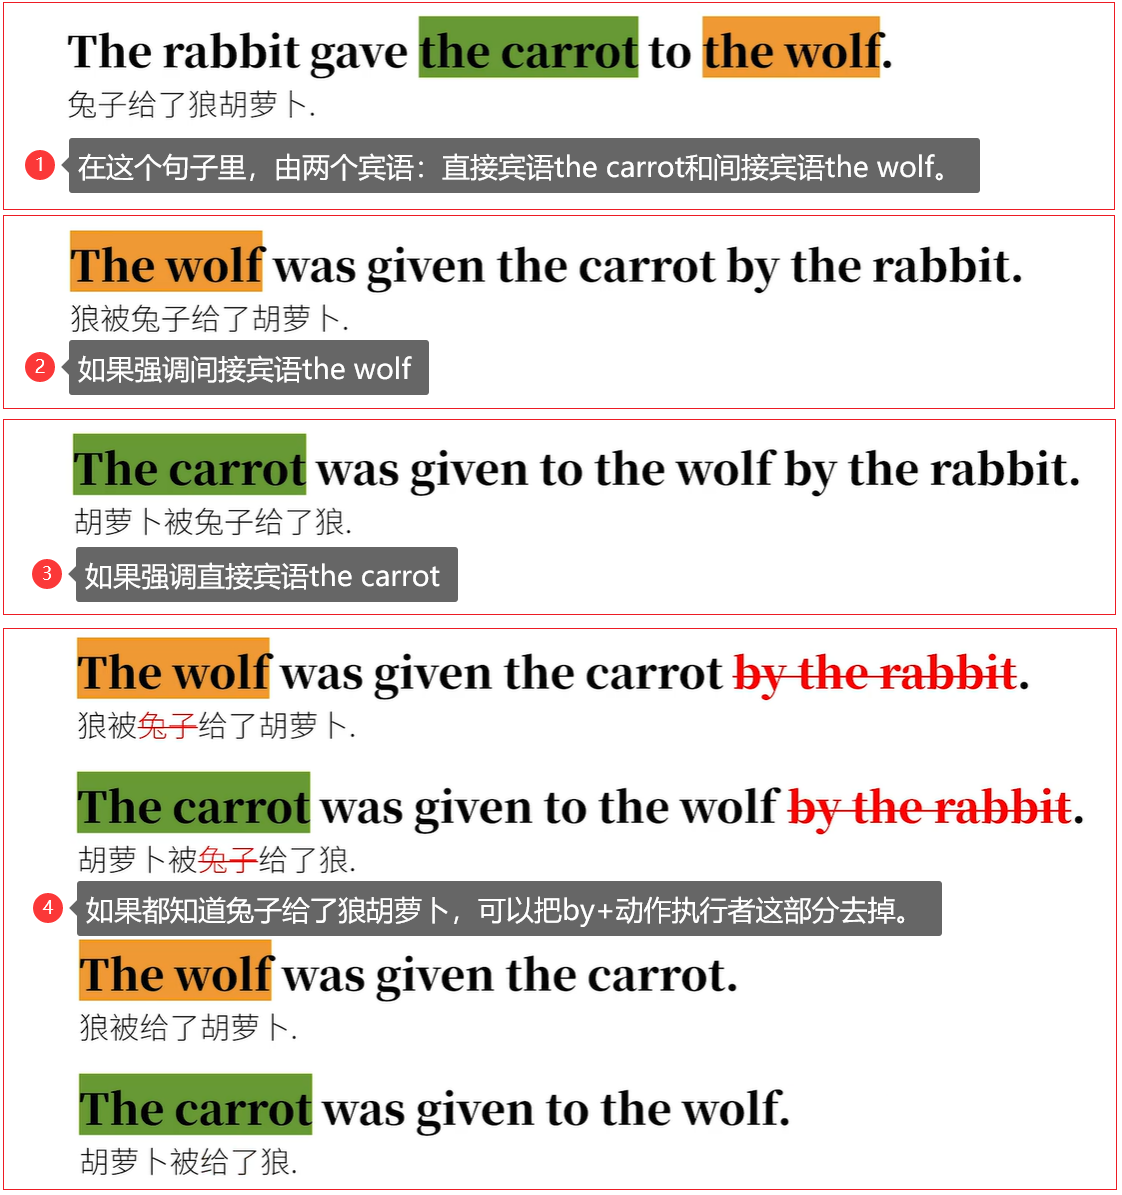 The rabbit gave the carrot to the wolf.
兔子给了狼胡萝卜.
1 在这个句子里，由两个宾语：直接宾语the carrot和间接宾语the wolf。
The wolf was given the carrot by the rabbit.
狼被兔子给了胡萝卜.
2 如果强调间接宾语the wolf
The carrot was given to the wolf by the rabbit.
胡萝卜被兔子给了狼.
3 如果强调直接宾语the carrot
The wolf was given the carrot by the rabbit.
狼被兔子给了胡萝卜.
The carrot was given to the wolf by the rabbit.
胡萝卜被兔子给了狼.
4 如果都知道兔子给了狼胡萝卜，可以把by+动作执行者这部分去掉。
The wolf was given the carrot.
狼被给了胡萝卜.
The carrot was given to the wolf.
胡萝卜被给了狼.